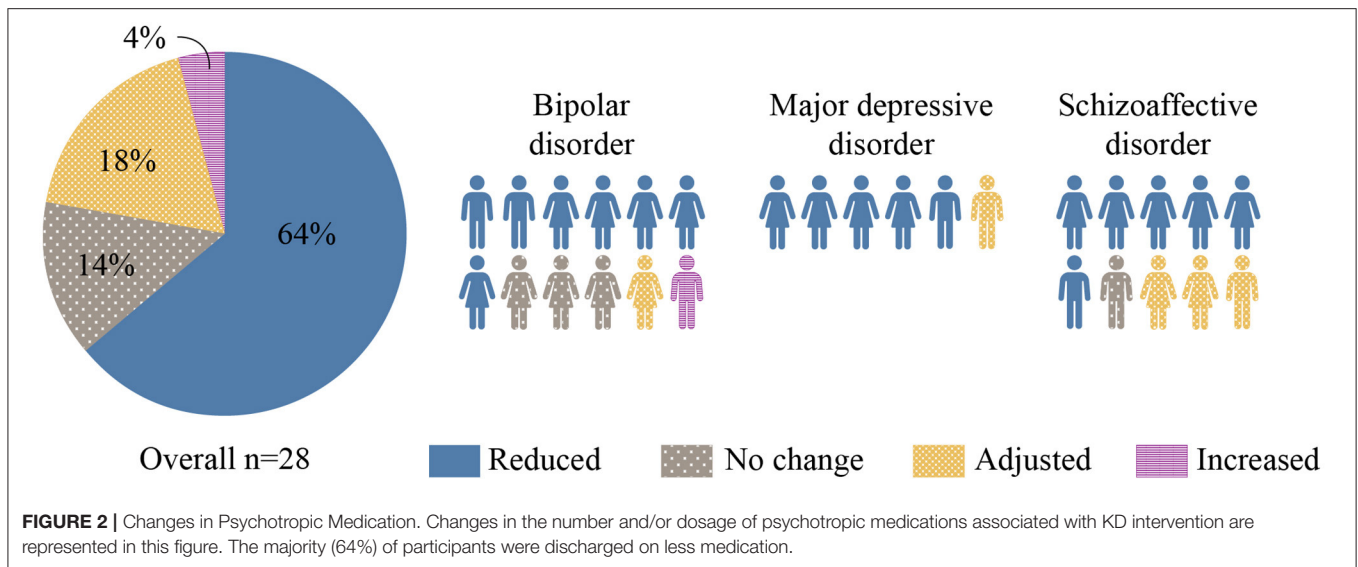 4%
18%
14%
64%
Overall n=28
Bipolar
disorder
Major depressive
disorder
Schizoaffective
disorder
Reduced
No change
Adjusted
Increased
FIGURE 2 | Changes in Psychotropic Medication. Changes in the number and/or dosage of psychotropic medications associated with KD intervention are
represented in this figure. The majority (64%) of participants were discharged on less medication.